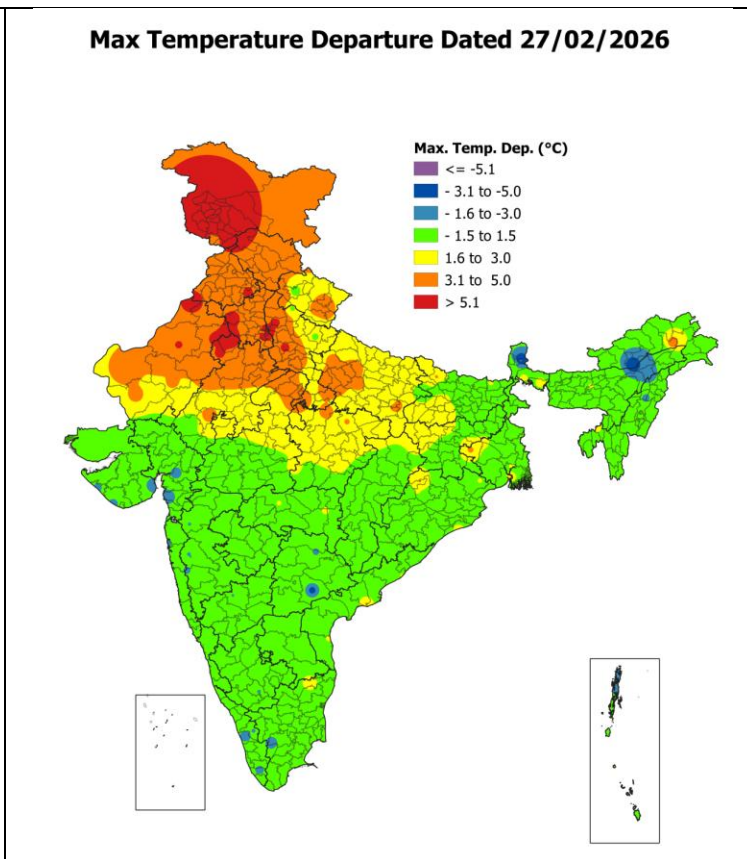 Max Temperature Departure Dated 27/02/2026
Max. Temp. Dep. (°C)
<= -5.1
- 3.1 to -5.0
- 1.6 to -3.0
- 1.5 to 1.5
1.6 to 3.0
3.1 to 5.0
> 5.1